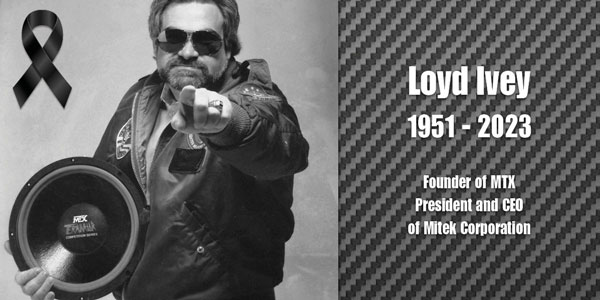 MTX
Loyd Ivey
1951 - 2023
Founder of MTX
President and CEO
of Mitek Corporation